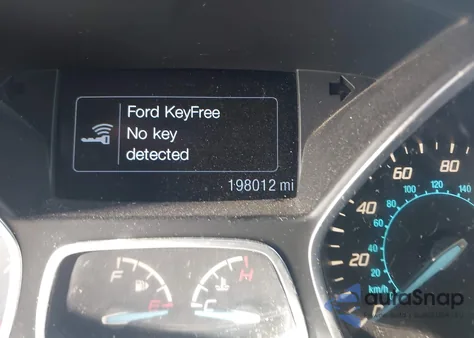 Ford KeyFree
No key
detected
198012 mi
F E
C H
20 40 60 80
20 40 60 80 100 120 140
km/h
autoSnap